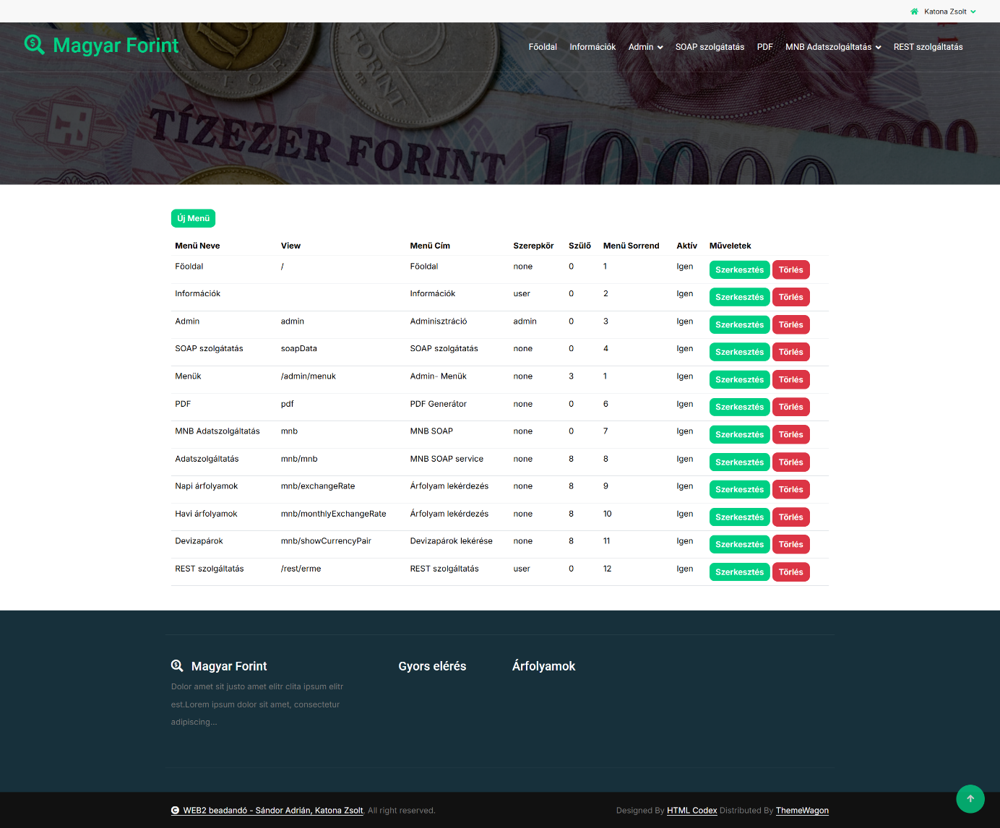 Katona Zsolt
Magyar Forint
Főoldal Információk Admin SOAP szolgátatás PDF MNB Adatszolgáltatás REST szolgáltatás
TÍZEZER FORINT
10000
10000
FORINT
Új Menü
Menü Neve View Menü Cím Szerepkör Szülő Menü Sorrend Aktív Műveletek
Főoldal / Főoldal none 0 1 Igen Szerkesztés Törlés
Információk Információk user 0 2 Igen Szerkesztés Törlés
Admin admin Adminisztráció admin 0 3 Igen Szerkesztés Törlés
SOAP szolgátatás soapData SOAP szolgátatás none 0 4 Igen Szerkesztés Törlés
Menük /admin/menuk Admin- Menük none 3 1 Igen Szerkesztés Törlés
PDF pdf PDF Generátor none 0 6 Igen Szerkesztés Törlés
MNB Adatszolgáltatás mnb MNB SOAP none 0 7 Igen Szerkesztés Törlés
Adatszolgáltatás mnb/mnb MNB SOAP service none 8 8 Igen Szerkesztés Törlés
Napi árfolyamok mnb/exchangeRate Árfolyam lekérdezés none 8 9 Igen Szerkesztés Törlés
Havi árfolyamok mnb/monthlyExchangeRate Árfolyam lekérdezés none 8 10 Igen Szerkesztés Törlés
Devizapárok mnb/showCurrencyPair Devizapárok lekérése none 8 11 Igen Szerkesztés Törlés
REST szolgáltatás /rest/erme REST szolgáltatás user 0 12 Igen Szerkesztés Törlés
Magyar Forint Gyors elérés Árfolyamok
Dolor amet sit justo amet elitr clita ipsum elitr
est.Lorem ipsum dolor sit amet, consectetur
adipiscing...
WEB2 beadandó - Sándor Adrián, Katona Zsolt, All right reserved. Designed By HTML Codex Distributed By ThemeWagon